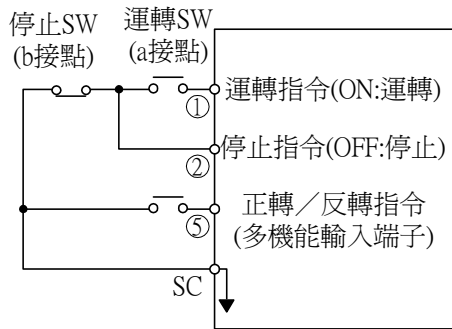 停止SW
(b接點)
運轉SW
(a接點)
① 運轉指令(ON:運轉)
② 停止指令(OFF:停止)
⑤ 正轉／反轉指令
(多機能輸入端子)
SC